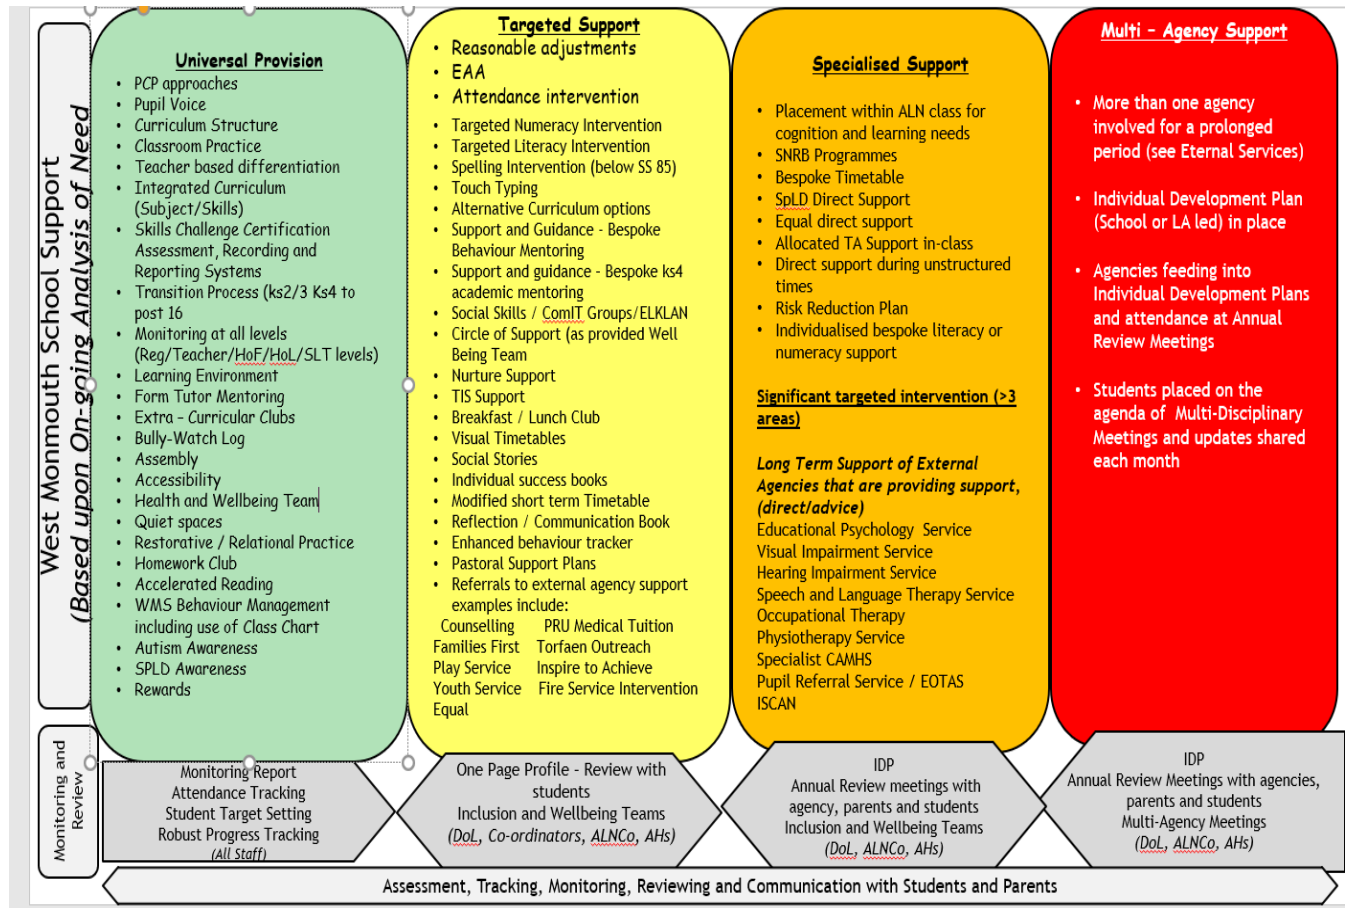 West Monmouth School Support
(Based upon On-going Analysis of Need
Universal Provision
• PCP approaches
• Pupil Voice
• Curriculum Structure
• Classroom Practice
• Teacher based differentiation
• Integrated Curriculum
(Subject/Skills)
• Skills Challenge Certification
Assessment, Recording and
Reporting Systems
• Transition Process (ks2/3 Ks4 to
post 16
• Monitoring at all levels
(Reg/Teacher/HoF/HoL/SLT levels)
• Learning Environment
• Form Tutor Mentoring
• Extra – Curricular Clubs
• Bully-Watch Log
• Assembly
• Accessibility
• Health and Wellbeing Team
• Quiet spaces
• Restorative / Relational Practice
• Homework Club
• Accelerated Reading
• WMS Behaviour Management
including use of Class Chart
• Autism Awareness
• SPLD Awareness
• Rewards
Targeted Support
• Reasonable adjustments
• EAA
• Attendance intervention
• Targeted Numeracy Intervention
• Targeted Literacy Intervention
• Spelling Intervention (below SS 85)
• Touch Typing
• Alternative Curriculum options
• Support and Guidance - Bespoke
Behaviour Mentoring
• Support and guidance - Bespoke ks4
academic mentoring
• Social Skills / ComIT Groups/ELKLAN
• Circle of Support (as provided Well
Being Team
• Nurture Support
• TIS Support
• Breakfast / Lunch Club
• Visual Timetables
• Social Stories
• Individual success books
• Modified short term Timetable
• Reflection / Communication Book
• Enhanced behaviour tracker
• Pastoral Support Plans
• Referrals to external agency support
examples include:
Counselling PRU Medical Tuition
Families First Torfaen Outreach
Play Service Inspire to Achieve
Youth Service Fire Service Intervention
Equal
Specialised Support
• Placement within ALN class for
cognition and learning needs
• SNRB Programmes
• Bespoke Timetable
• SpLD Direct Support
• Equal direct support
• Allocated TA Support in-class
• Direct support during unstructured
times
• Risk Reduction Plan
• Individualised bespoke literacy or
numeracy support
Significant targeted intervention (>3
areas)
Long Term Support of External
Agencies that are providing support,
(direct/advice)
Educational Psychology Service
Visual Impairment Service
Hearing Impairment Service
Speech and Language Therapy Service
Occupational Therapy
Physiotherapy Service
Specialist CAMHS
Pupil Referral Service / EOTAS
ISCAN
Multi – Agency Support
• More than one agency
involved for a prolonged
period (see Eternal Services)
• Individual Development Plan
(School or LA led) in place
• Agencies feeding into
Individual Development Plans
and attendance at Annual
Review Meetings
• Students placed on the
agenda of Multi-Disciplinary
Meetings and updates shared
each month
Monitoring and
Review
Monitoring Report
Attendance Tracking
Student Target Setting
Robust Progress Tracking
(All Staff)
One Page Profile - Review with
students
Inclusion and Wellbeing Teams
(DoL, Co-ordinators, ALNCo, AHs)
IDP
Annual Review meetings with
agency, parents and students
Inclusion and Wellbeing Teams
(DoL, ALNCo, AHs)
IDP
Annual Review Meetings with agencies,
parents and students
Multi-Agency Meetings
(DoL, ALNCo, AHs)
Assessment, Tracking, Monitoring, Reviewing and Communication with Students and Parents